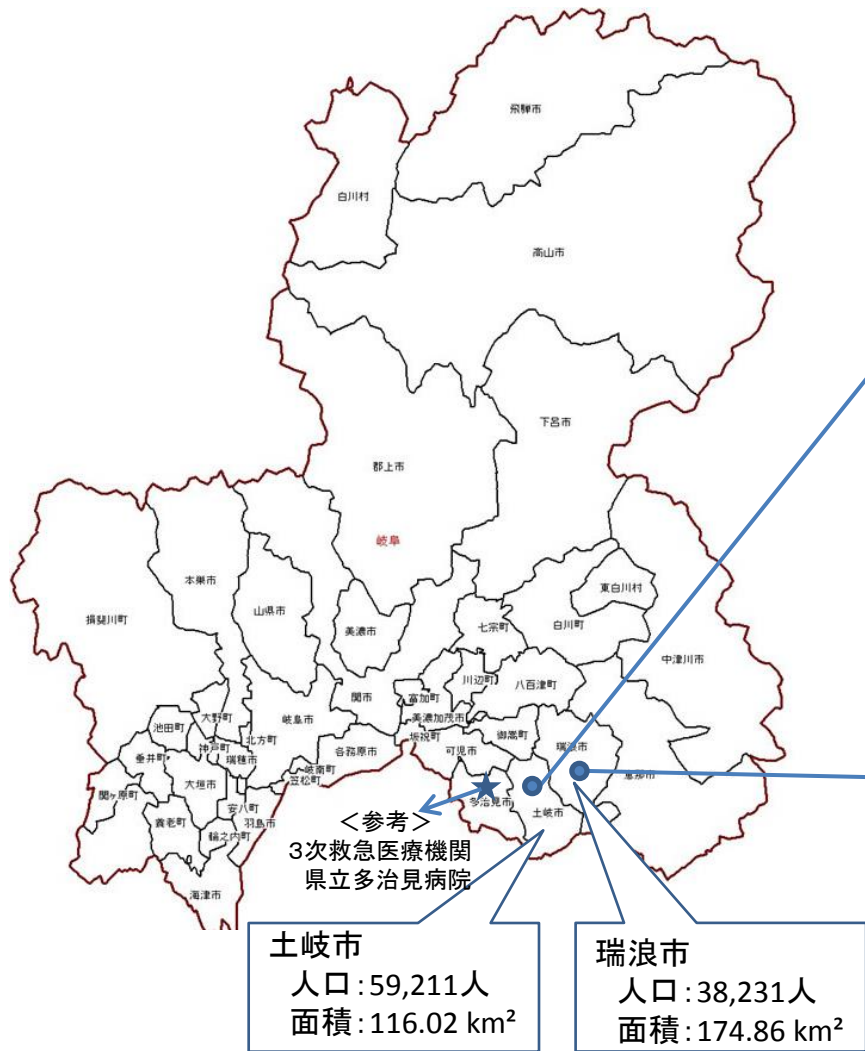 飛騨市
白川村
高山市
下呂市
郡上市
岐阜
本巣市
山県市
東白川村
揖斐川町
美濃市
七宗町
白川町
中津川市
川辺町
八百津町
関市
富加町
大野町
岐阜市
美濃加茂市
池田町
北方町
坂祝町
御嵩町
瑞浪市
神戸町
各務原市
可児市
垂井町
瑞穂市
岐南町
恵那市
関ヶ原町
大垣市
笠松町
多治見市
安八町
土岐市
養老町
羽島市
輪之内町
海津市
<参考>
3次救急医療機関
県立多治見病院
土岐市
人口:59,211人
面積:116.02 km²
瑞浪市
人口:38,231人
面積:174.86 km²